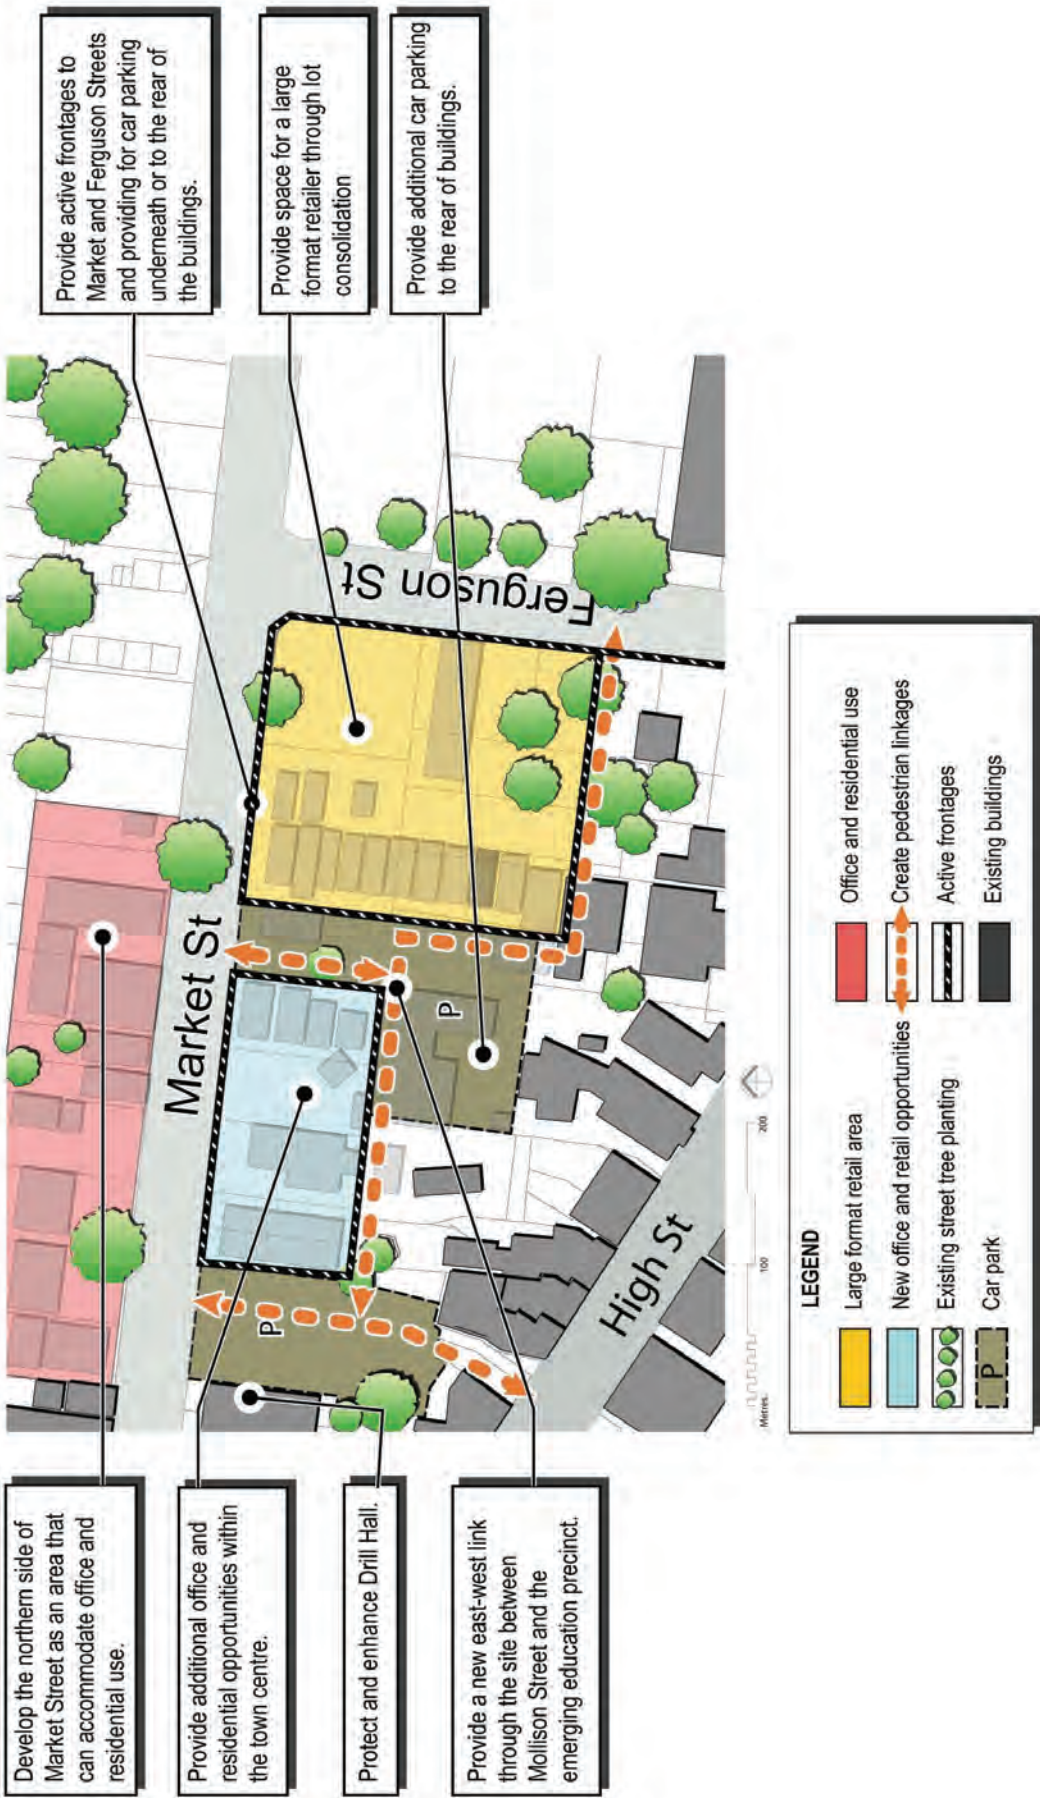 Develop the northern side of
Market Street as an area that
can accommodate office and
residential use.
Provide additional office and
residential opportunities within
the town centre.
Protect and enhance Drill Hall.
Provide a new east-west link
through the site between
Mollison Street and the
emerging education precinct.
Market St
Ferguson St
High St
P
P
Provide active frontages to
Market and Ferguson Streets
and providing for car parking
underneath or to the rear of
the buildings.
Provide space for a large
format retailer through lot
consolidation
Provide additional car parking
to the rear of buildings.
Metres
100
200
LEGEND
Large format retail area
New office and retail opportunities
Existing street tree planting
P
Car park
Office and residential use
Create pedestrian linkages
Active frontages
Existing buildings